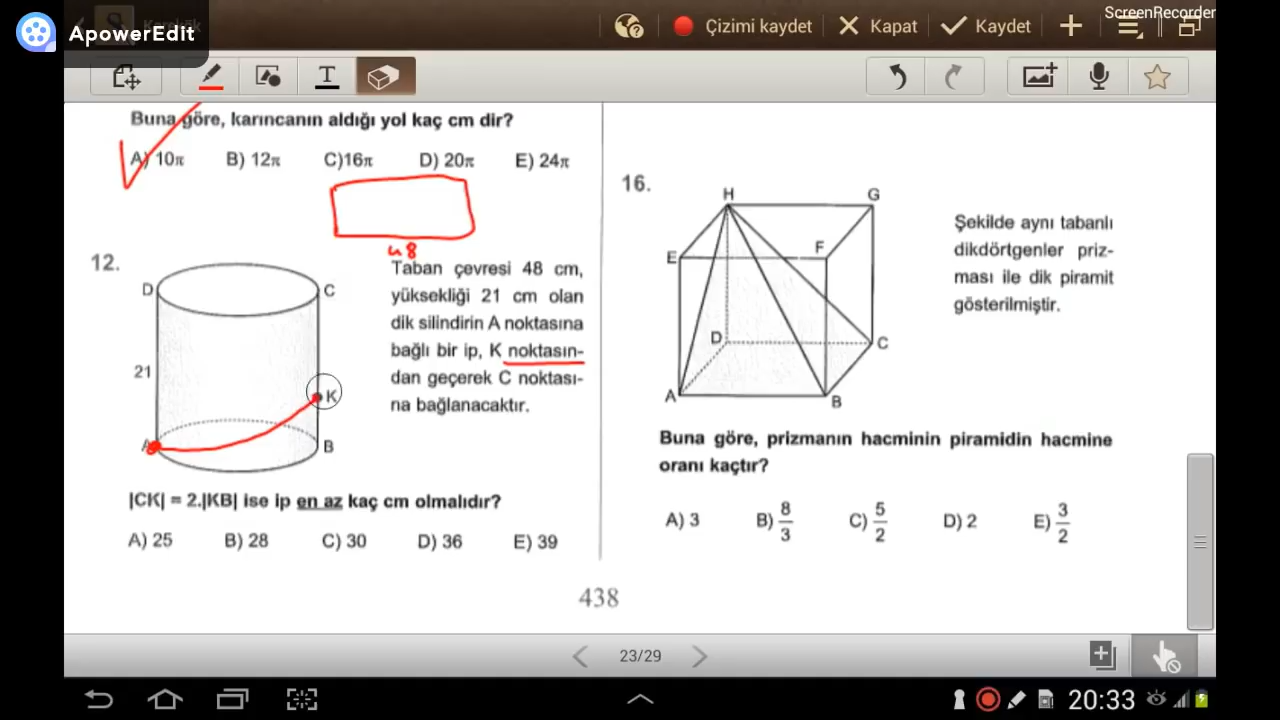 ApowerEdit
ScreenRecorder
Çizimi kaydet
Kapat
Kaydet
T
Buna göre, karıncanın aldığı yol kaç cm dir?
A) 10π B) 12π C)16π D) 20π E) 24π
48
12.
D
C
21
K
A
B
Taban çevresi 48 cm,
yüksekliği 21 cm olan
dik silindirin A noktasına
bağlı bir ip, K noktasın-
dan geçerek C noktası-
na bağlanacaktır.
|CK| = 2.|KB| ise ip en az kaç cm olmalıdır?
A) 25 B) 28 C) 30 D) 36 E) 39
16.
H
G
E
F
D
C
A
B
Şekilde aynı tabanlı
dikdörtgenler priz-
ması ile dik piramit
gösterilmiştir.
Buna göre, prizmanın hacminin piramidin hacmine
oranı kaçtır?
A) 3 B) 8/3 C) 5/2 D) 2 E) 3/2
438
23/29
20:33